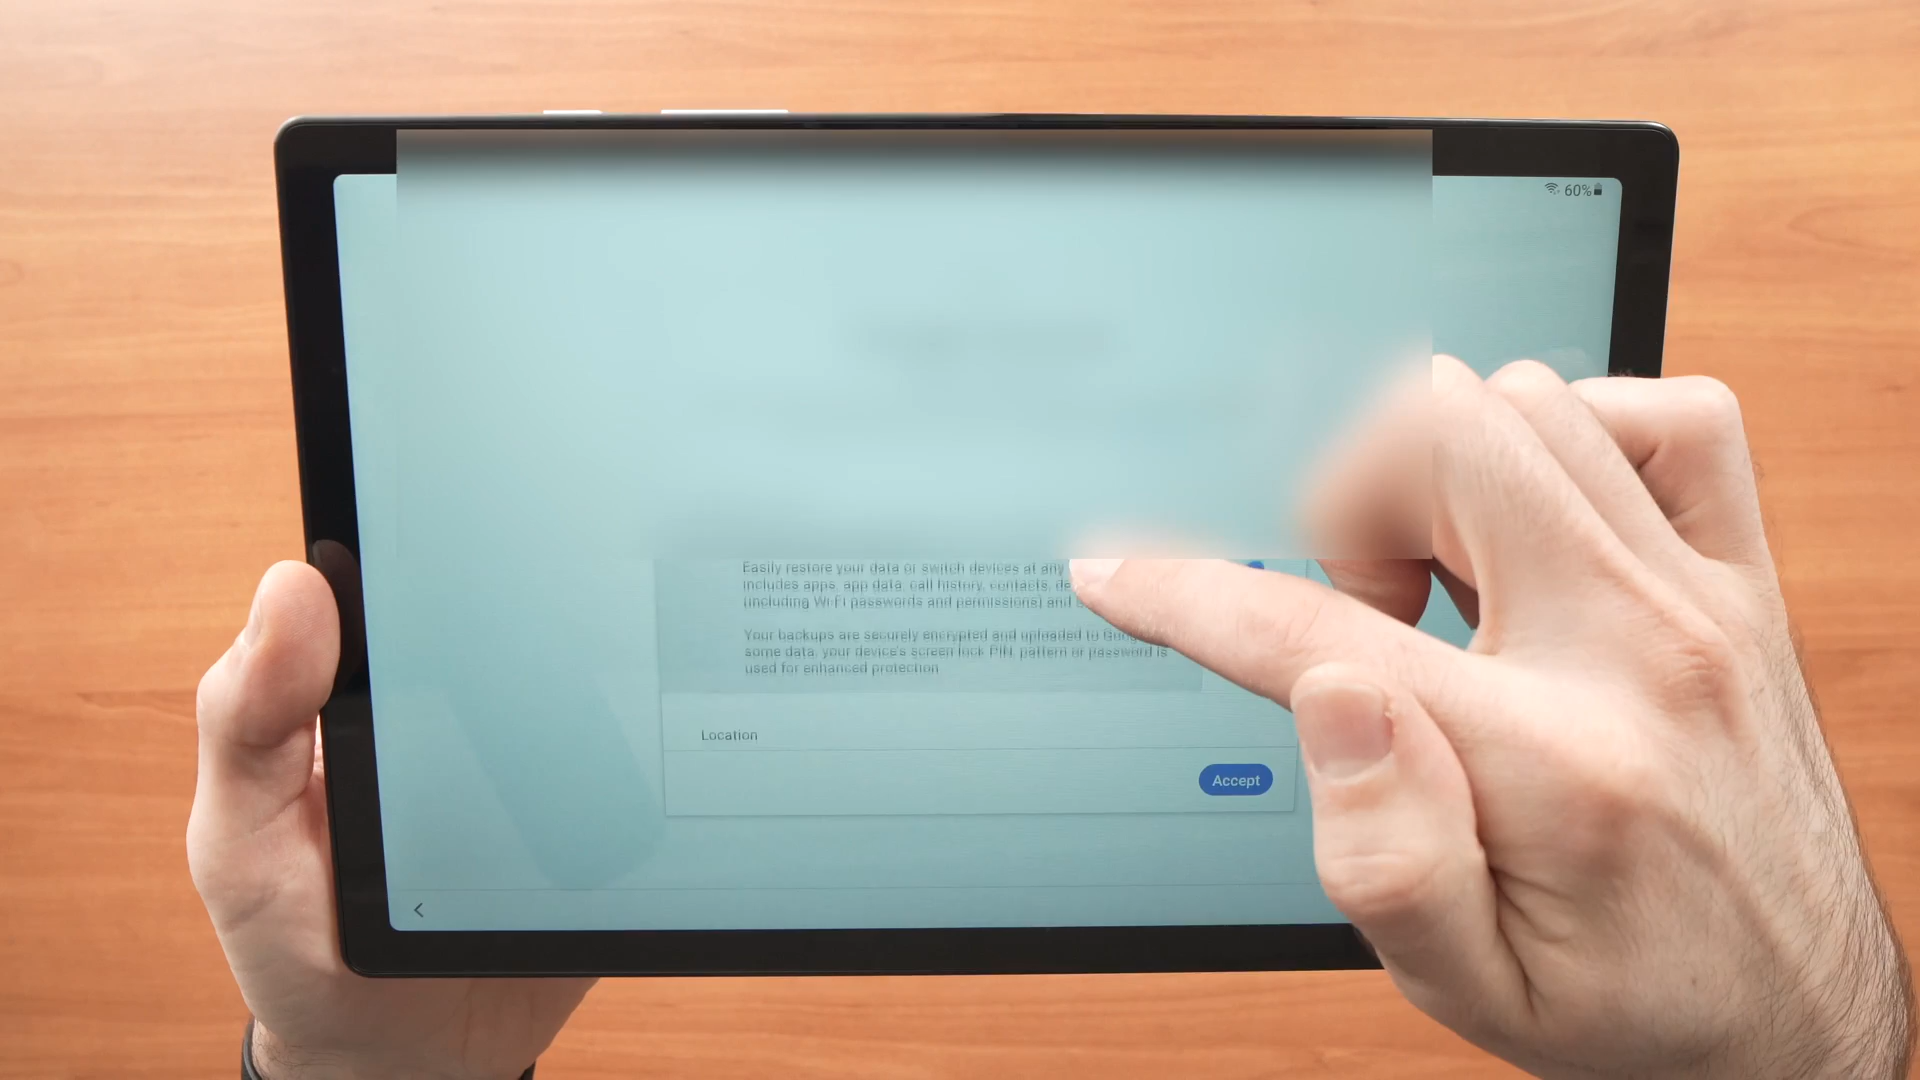 60%
Easily restore your data or switch devices at any
includes apps, app data, call history, contacts,
(including Wi-Fi passwords and permissions) and
Your backups are securely encrypted and uploaded to
some data, your device's screen lock PIN, pattern or password is
used for enhanced protection
Location
Accept